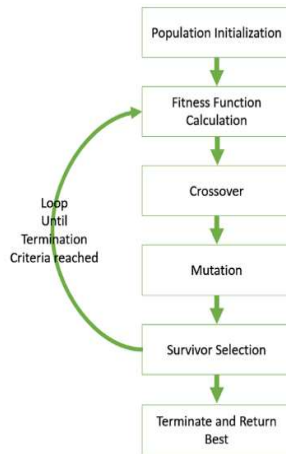 Population Initialization
Fitness Function
Calculation
Crossover
Loop
Until
Termination
Criteria reached
Mutation
Survivor Selection
Terminate and Return
Best